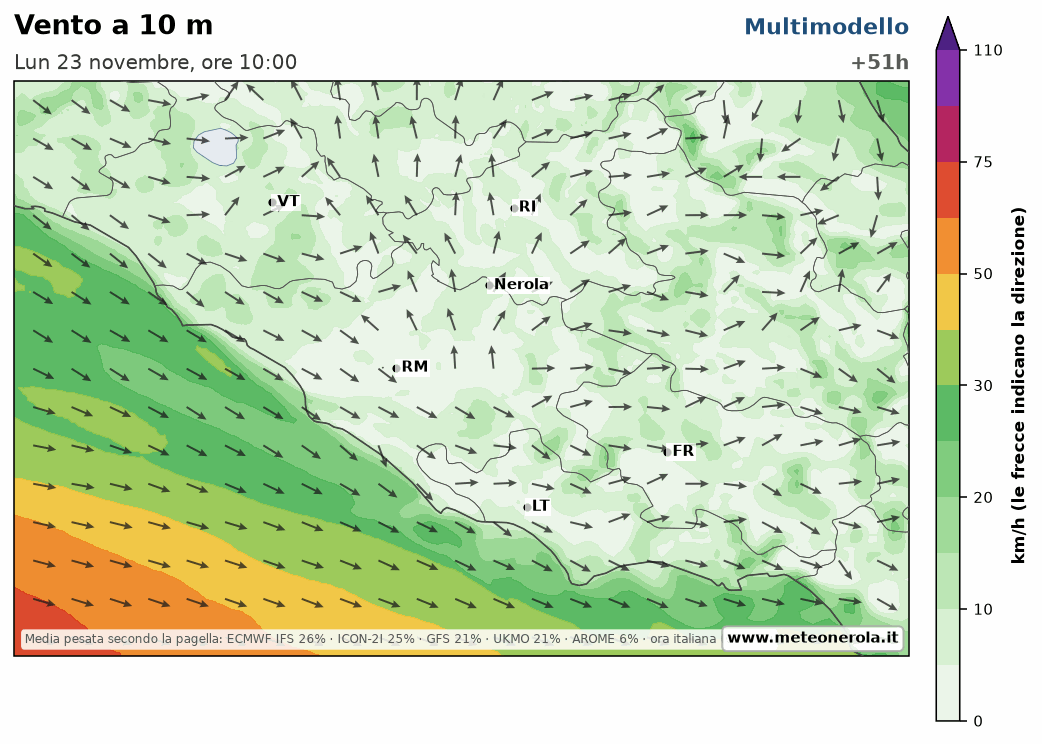 Vento a 10 m
Multimodello
Lun 23 novembre, ore 10:00
+51h
VT
RI
Nerola
RM
FR
LT
Media pesata secondo la pagella: ECMWF IFS 26% · ICON-2I 25% · GFS 21% · UKMO 21% · AROME 6% · ora italiana
www.meteonerola.it
110
75
50
30
20
10
0
km/h (le frecce indicano la direzione)